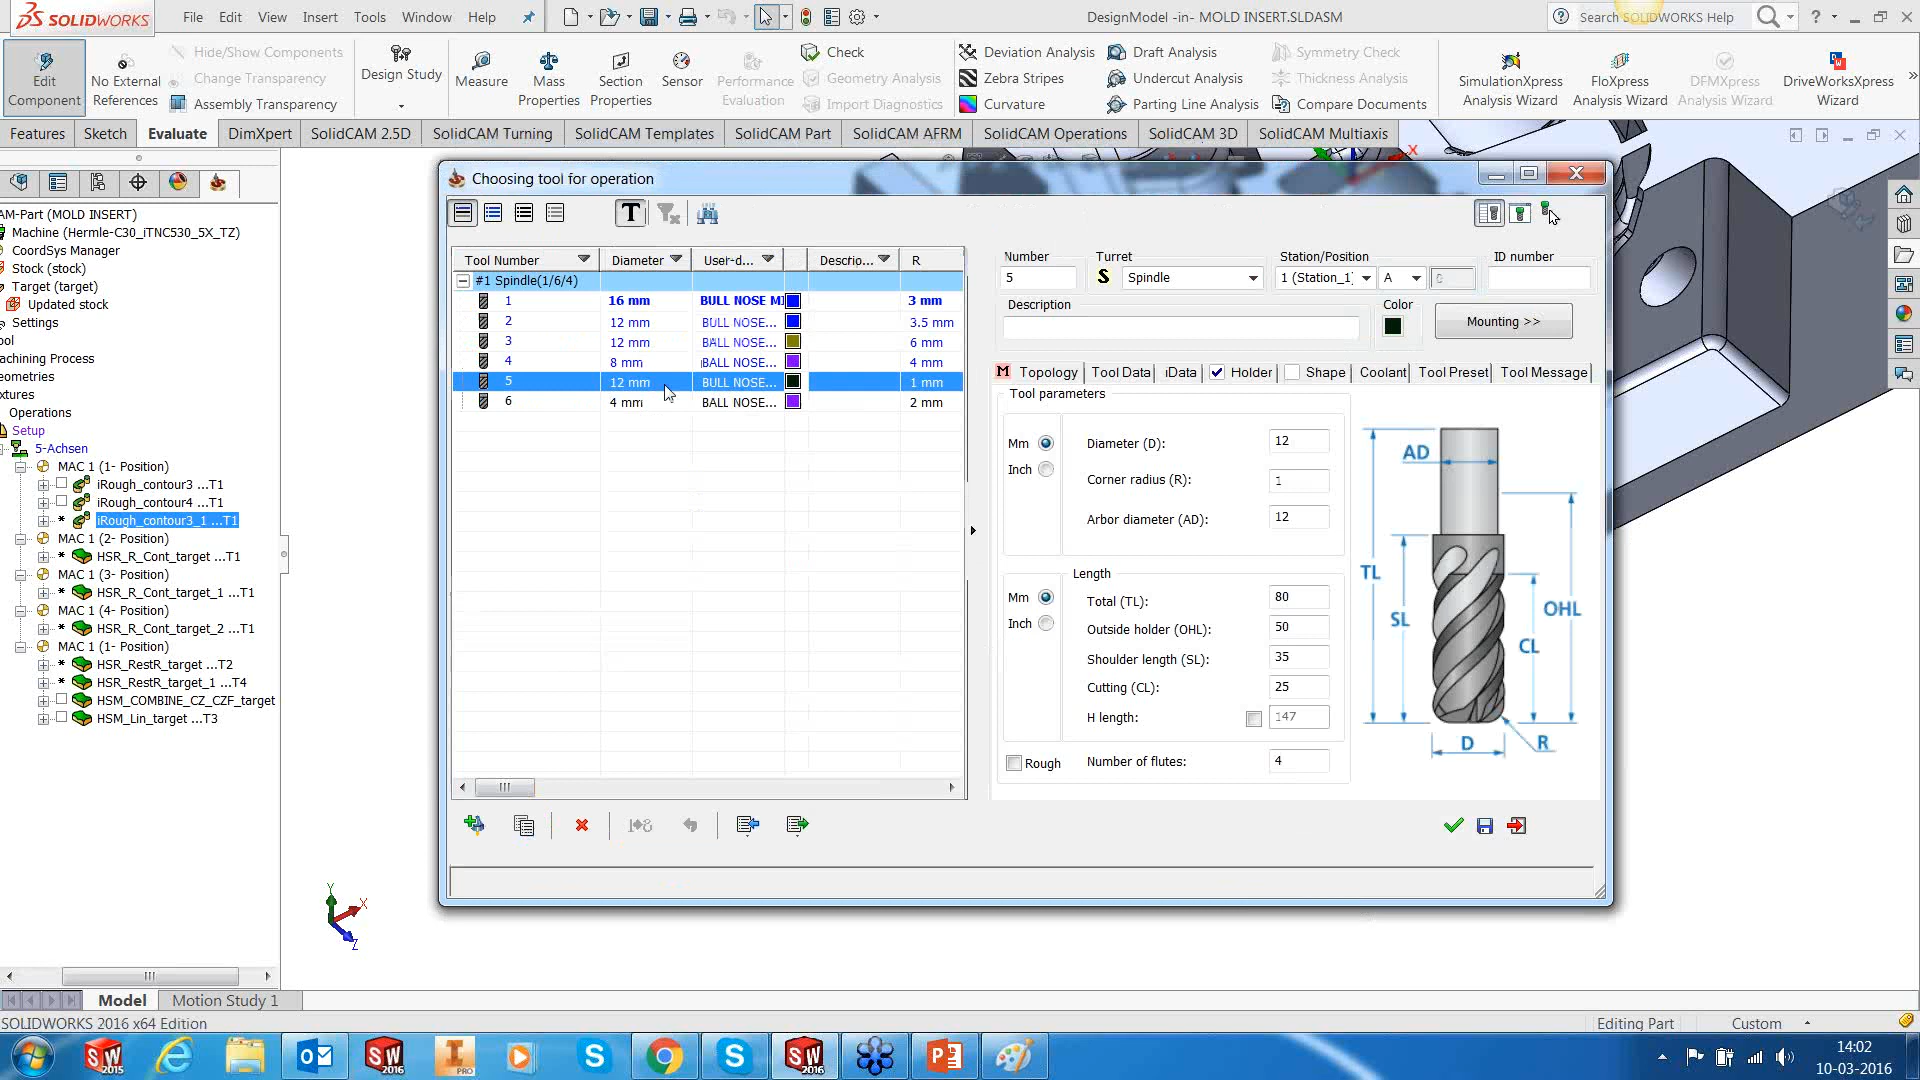 SOLIDWORKS
File Edit View Insert Tools Window Help
DesignModel -in- MOLD INSERT.SLDASM
Search SOLIDWORKS Help
Edit Component
No External References
Hide/Show Components
Change Transparency
Assembly Transparency
Design Study
Measure
Mass Properties
Section Properties
Sensor
Performance Evaluation
Check
Geometry Analysis
Import Diagnostics
Deviation Analysis
Zebra Stripes
Curvature
Draft Analysis
Undercut Analysis
Parting Line Analysis
Symmetry Check
Thickness Analysis
Compare Documents
SimulationXpress Analysis Wizard
FloXpress Analysis Wizard
DFMXpress Analysis Wizard
DriveWorksXpress Wizard
Features Sketch Evaluate DimXpert SolidCAM 2.5D SolidCAM Turning SolidCAM Templates SolidCAM Part SolidCAM AFRM SolidCAM Operations SolidCAM 3D SolidCAM Multiaxis
AM-Part (MOLD INSERT)
Machine (Hermle-C30_iTNC530_5X_TZ)
CoordSys Manager
Stock (stock)
Target (target)
Updated stock
Settings
ool
achining Process
eometries
xtures
Operations
Setup
5-Achsen
MAC 1 (1- Position)
iRough_contour3 ...T1
iRough_contour4 ...T1
* iRough_contour3_1 ...T1
MAC 1 (2- Position)
* HSR_R_Cont_target ...T1
MAC 1 (3- Position)
* HSR_R_Cont_target_1 ...T1
MAC 1 (4- Position)
* HSR_R_Cont_target_2 ...T1
MAC 1 (1- Position)
* HSR_RestR_target ...T2
* HSR_RestR_target_1 ...T4
HSM_COMBINE_CZ_CZF_target
HSM_Lin_target ...T3
Choosing tool for operation
T
Tool Number Diameter User-d... Descrip... R
#1 Spindle(1/6/4)
1 16 mm BULL NOSE MI 3 mm
2 12 mm BULL NOSE... 3.5 mm
3 12 mm BALL NOSE... 6 mm
4 8 mm BALL NOSE... 4 mm
5 12 mm BULL NOSE... 1 mm
6 4 mm BALL NOSE... 2 mm
Number Turret Station/Position ID number
5 S Spindle 1 (Station_1) A
Description Color
Mounting >>
M Topology Tool Data iData Holder Shape Coolant Tool Preset Tool Message
Tool parameters
Mm
Inch
Diameter (D): 12
Corner radius (R): 1
Arbor diameter (AD): 12
Length
Mm
Inch
Total (TL): 80
Outside holder (OHL): 50
Shoulder length (SL): 35
Cutting (CL): 25
H length: 147
Rough Number of flutes: 4
AD
TL
SL
OHL
CL
D
R
X
Y
X
Z
Model Motion Study 1
SOLIDWORKS 2016 x64 Edition
Editing Part Custom
14:02
10-03-2016
SW 2015
SW 2016
PRO
SW 2016